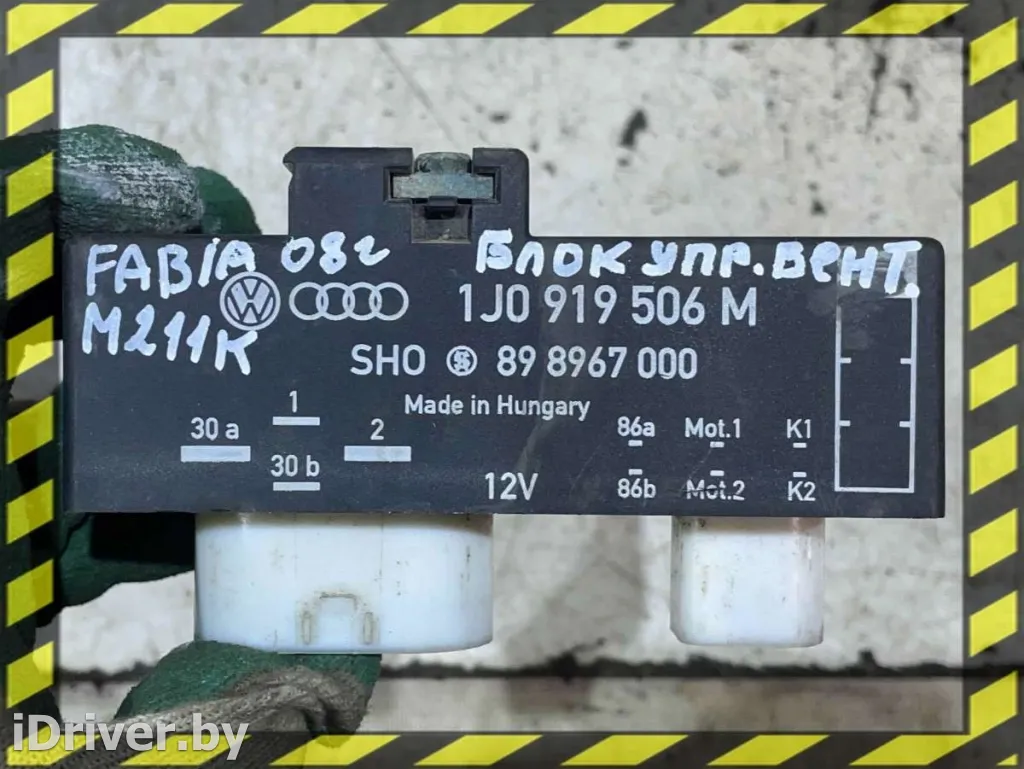 FABIA 08г БЛОК УПР. ВЕНТ.
1J0 919 506 M
M211K
SHO 89 8967 000
Made in Hungary
1
30 a
2
30 b
12V
86a Mot.1 K1
86b Mot.2 K2
iDriver.by